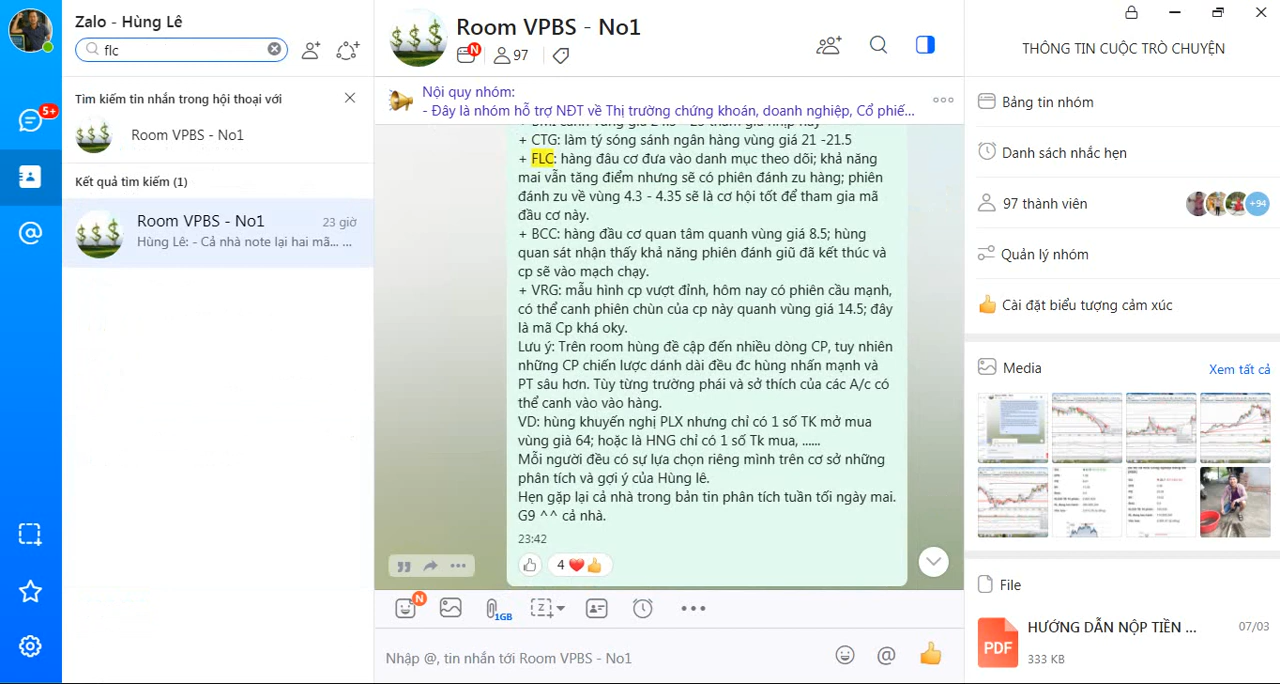 Zalo - Hùng Lê
flc
5+
Tìm kiếm tin nhắn trong hội thoại với
Room VPBS - No1
Kết quả tìm kiếm (1)
Room VPBS - No1
23 giờ
Hùng Lê: - Cả nhà note lại hai mã... ...
Room VPBS - No1
N
97
Nội quy nhóm:
- Đây là nhóm hỗ trợ NĐT về Thị trường chứng khoán, doanh nghiệp, Cổ phiế...
+ CTG: làm tý sóng sánh ngân hàng vùng giá 21 -21.5
+ FLC: hàng đâu cơ đưa vào danh mục theo dõi; khả năng
mai vẫn tăng điểm nhưng sẽ có phiên đánh zu hàng; phiên
đánh zu về vùng 4.3 - 4.35 sẽ là cơ hội tốt để tham gia mã
đầu cơ này.
+ BCC: hàng đầu cơ quan tâm quanh vùng giá 8.5; hùng
quan sát nhận thấy khả năng phiên đánh giũ đã kết thúc và
cp sẽ vào mạch chạy.
+ VRG: mẫu hình cp vượt đỉnh, hôm nay có phiên cầu mạnh,
có thể canh phiên chùn của cp này quanh vùng giá 14.5; đây
là mã Cp khá oky.
Lưu ý: Trên room hùng đề cập đến nhiều dòng CP, tuy nhiên
những CP chiến lược dánh dài đều đc hùng nhấn mạnh và
PT sâu hơn. Tùy từng trường phái và sở thích của các A/c có
thể canh vào vào hàng.
VD: hùng khuyến nghị PLX nhưng chỉ có 1 số TK mở mua
vùng già 64; hoặc là HNG chỉ có 1 số Tk mua, ......
Mỗi người đều có sự lựa chọn riêng mình trên cơ sở những
phân tích và gợi ý của Hùng lê.
Hẹn gặp lại cả nhà trong bản tin phân tích tuần tối ngày mai.
G9 ^^ cả nhà.
23:42
4
N
1GB
Nhập @, tin nhắn tới Room VPBS - No1
THÔNG TIN CUỘC TRÒ CHUYỆN
Bảng tin nhóm
Danh sách nhắc hẹn
97 thành viên
+94
Quản lý nhóm
Cài đặt biểu tượng cảm xúc
Media
Xem tất cả
File
PDF
HƯỚNG DẪN NỘP TIỀN ...
07/03
333 KB